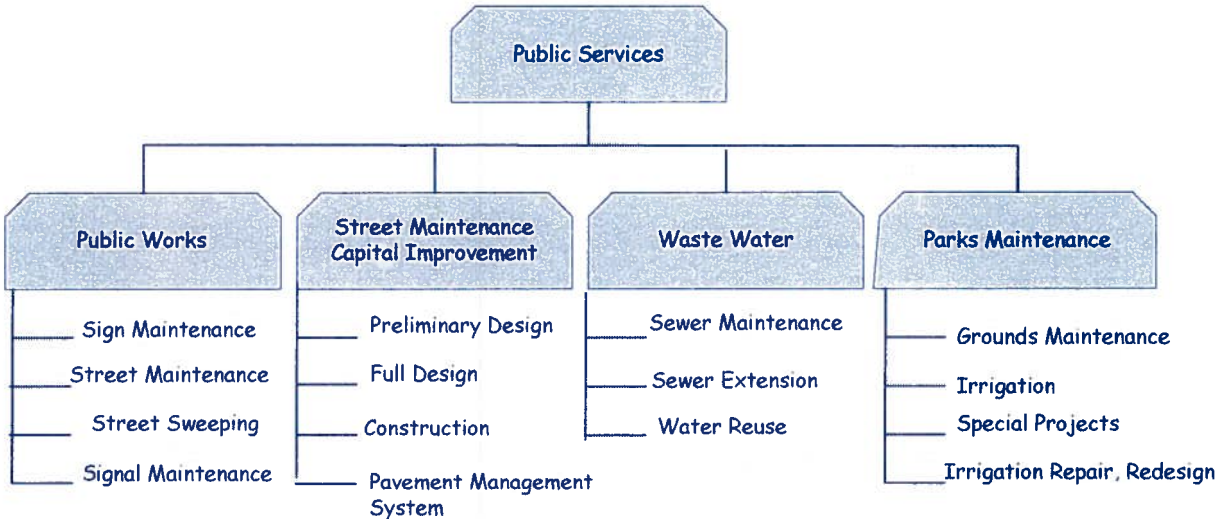 Public Services
Public Works
Sign Maintenance
Street Maintenance
Street Sweeping
Signal Maintenance
Street Maintenance
Capital Improvement
Preliminary Design
Full Design
Construction
Pavement Management
System
Waste Water
Sewer Maintenance
Sewer Extension
Water Reuse
Parks Maintenance
Grounds Maintenance
Irrigation
Special Projects
Irrigation Repair, Redesign